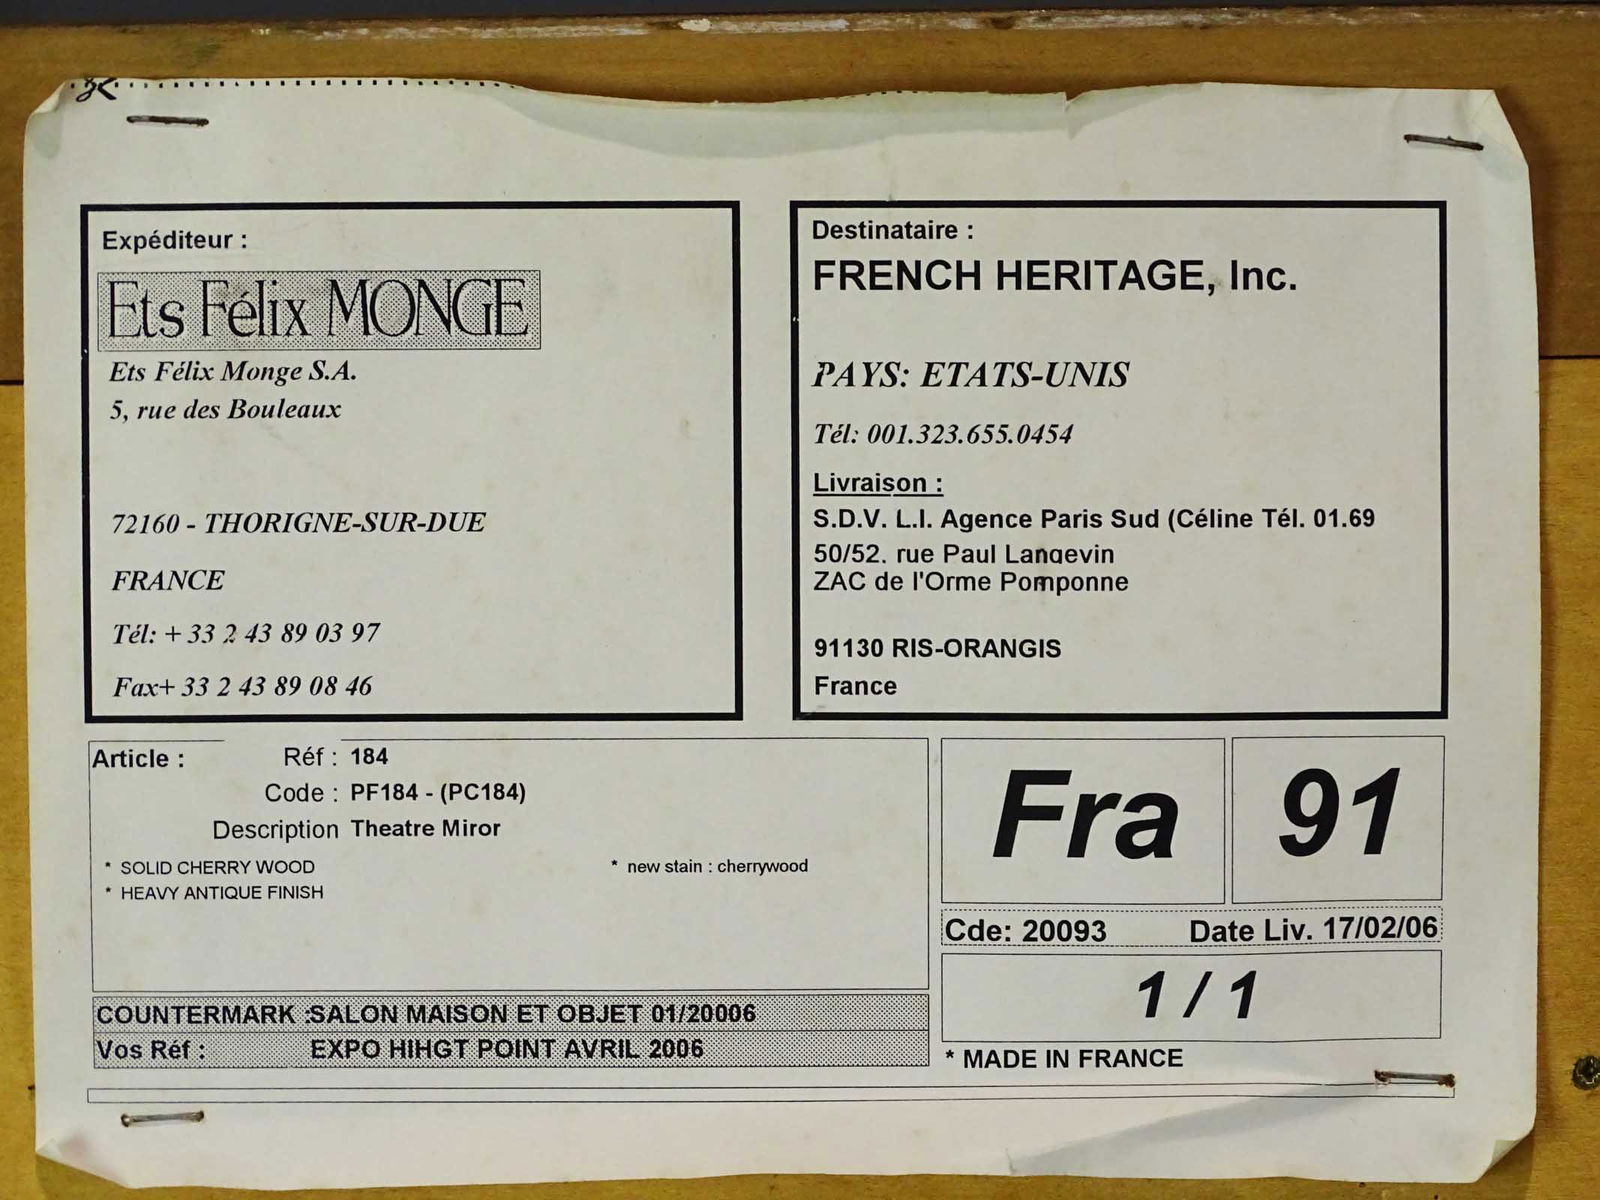 Expéditeur :
Ets Félix MONGE
Ets Félix Monge S.A.
5, rue des Bouleaux
72160 - THORIGNE-SUR-DUE
FRANCE
Tél: + 33 2 43 89 03 97
Fax+ 33 2 43 89 08 46
Destinataire :
FRENCH HERITAGE, Inc.
PAYS: ETATS-UNIS
Tél: 001.323.655.0454
Livraison :
S.D.V. L.I. Agence Paris Sud (Céline Tél. 01.69
50/52. rue Paul Langevin
ZAC de l'Orme Pomponne
91130 RIS-ORANGIS
France
Article : Réf : 184
Code : PF184 - (PC184)
Description Theatre Miror
* SOLID CHERRY WOOD * new stain : cherrywood
* HEAVY ANTIQUE FINISH
COUNTERMARK :SALON MAISON ET OBJET 01/20006
Vos Réf : EXPO HIHGT POINT AVRIL 2006
Fra 91
Cde: 20093 Date Liv. 17/02/06
1 / 1
* MADE IN FRANCE